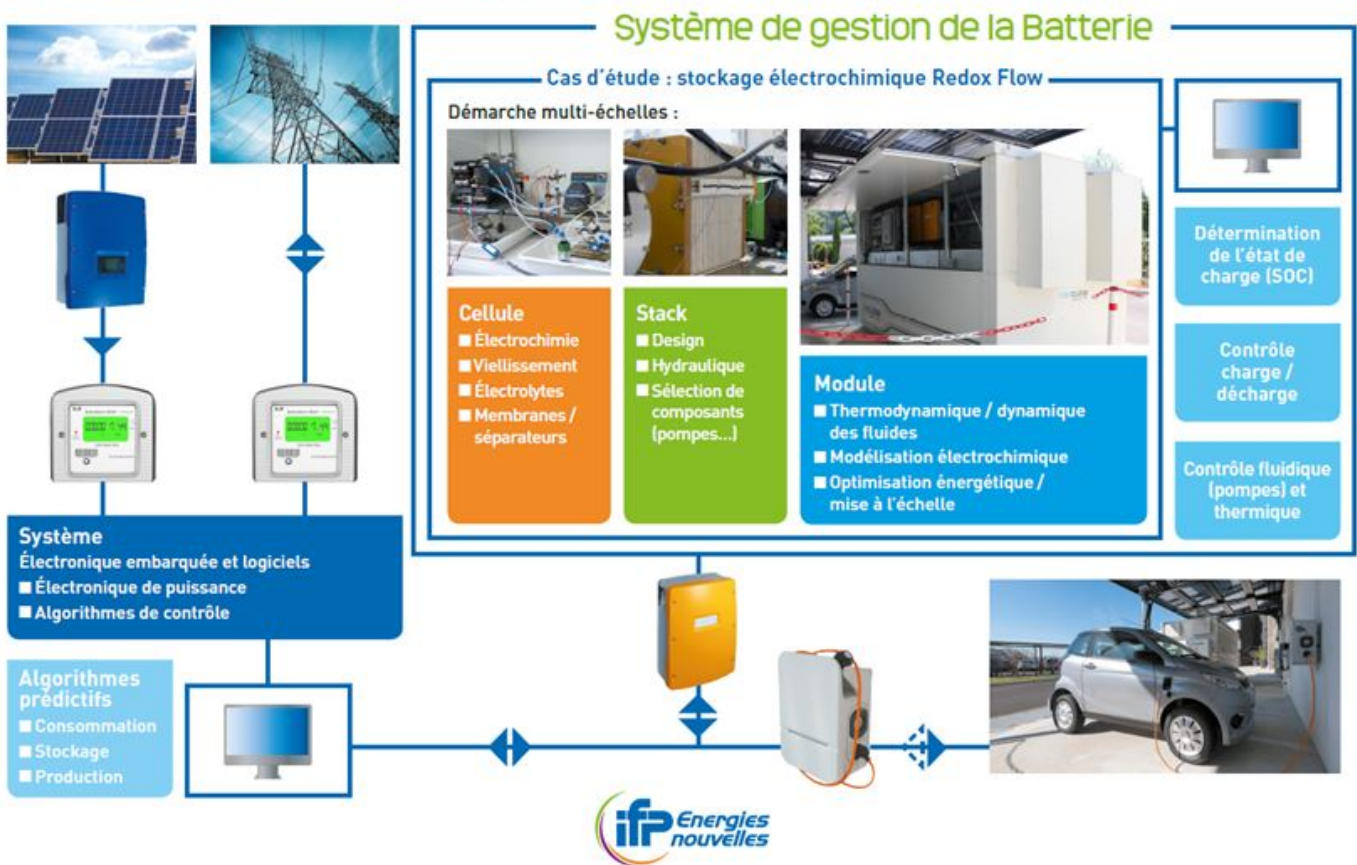 Système de gestion de la Batterie
Cas d'étude : stockage électrochimique Redox Flow
Démarche multi-échelles :
Cellule
Électrochimie
Viellissement
Électrolytes
Membranes /
séparateurs
Stack
Design
Hydraulique
Sélection de
composants
(pompes...)
Module
Thermodynamique / dynamique
des fluides
Modélisation électrochimique
Optimisation énergétique /
mise à l'échelle
Détermination
de l'état de
charge (SOC)
Contrôle
charge /
décharge
Contrôle fluidique
(pompes) et
thermique
Système
Électronique embarquée et logiciels
Électronique de puissance
Algorithmes de contrôle
Algorithmes
prédictifs
Consommation
Stockage
Production
ifp Energies
nouvelles